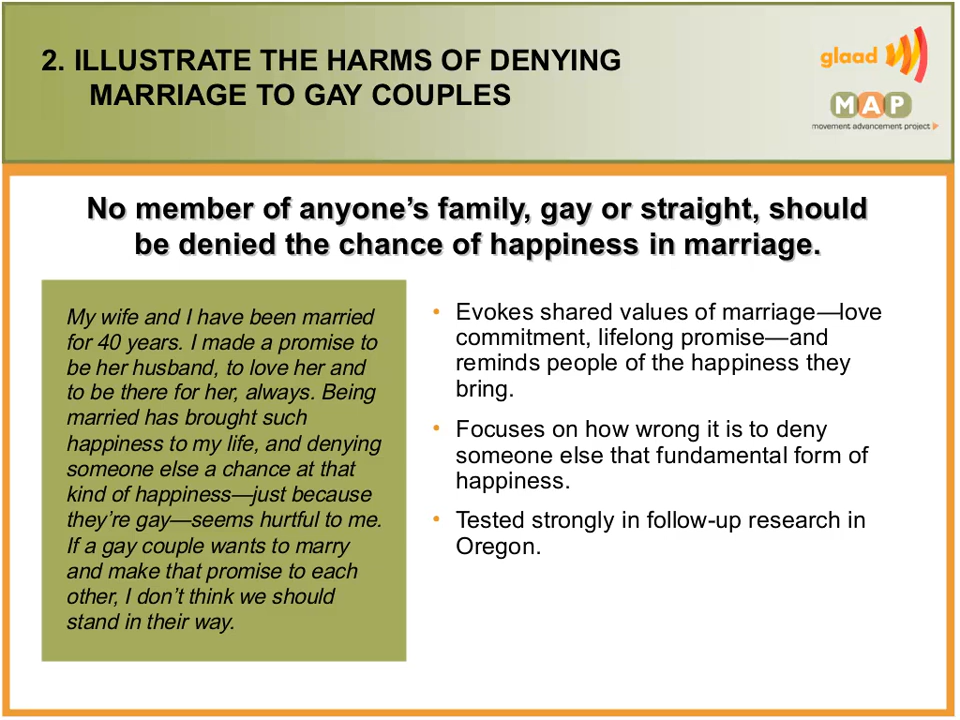 2. ILLUSTRATE THE HARMS OF DENYING
MARRIAGE TO GAY COUPLES
glaad
MAP
movement advancement project
No member of anyone’s family, gay or straight, should
be denied the chance of happiness in marriage.
My wife and I have been married
for 40 years. I made a promise to
be her husband, to love her and
to be there for her, always. Being
married has brought such
happiness to my life, and denying
someone else a chance at that
kind of happiness—just because
they’re gay—seems hurtful to me.
If a gay couple wants to marry
and make that promise to each
other, I don’t think we should
stand in their way.
• Evokes shared values of marriage—love
commitment, lifelong promise—and
reminds people of the happiness they
bring.
• Focuses on how wrong it is to deny
someone else that fundamental form of
happiness.
• Tested strongly in follow-up research in
Oregon.